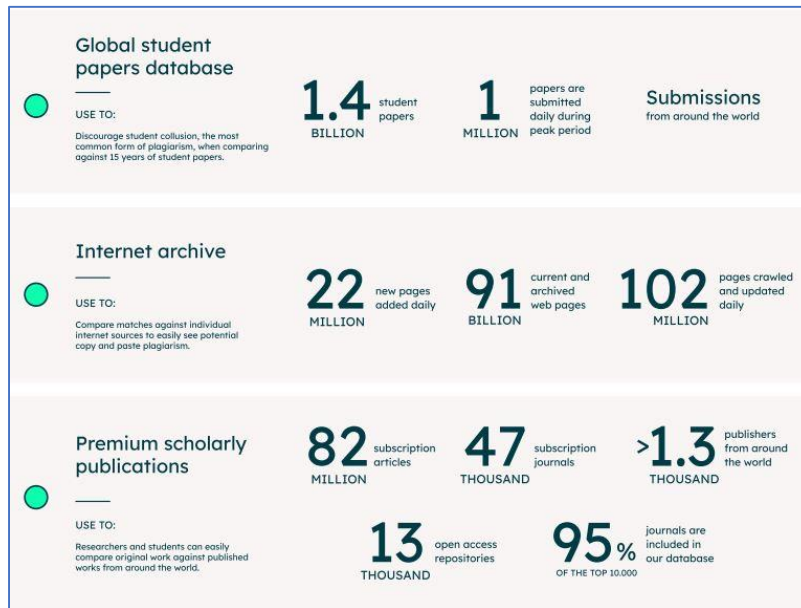 Global student
papers database
USE TO:
Discourage student collusion, the most
common form of plagiarism, when comparing
against 15 years of student papers.
1.4
BILLION
student
papers
1
MILLION
papers are
submitted
daily during
peak period
Submissions
from around the world
Internet archive
USE TO:
Compare matches against individual
internet sources to easily see potential
copy and paste plagiarism.
22
MILLION
new pages
added daily
91
BILLION
current and
archived
web pages
102
MILLION
pages crawled
and updated
daily
Premium scholarly
publications
USE TO:
Researchers and students can easily
compare original work against published
works from around the world.
82
MILLION
subscription
articles
47
THOUSAND
subscription
journals
>1.3
THOUSAND
publishers
from around
the world
13
THOUSAND
open access
repositories
95%
OF THE TOP 10.000
journals are
included in
our database